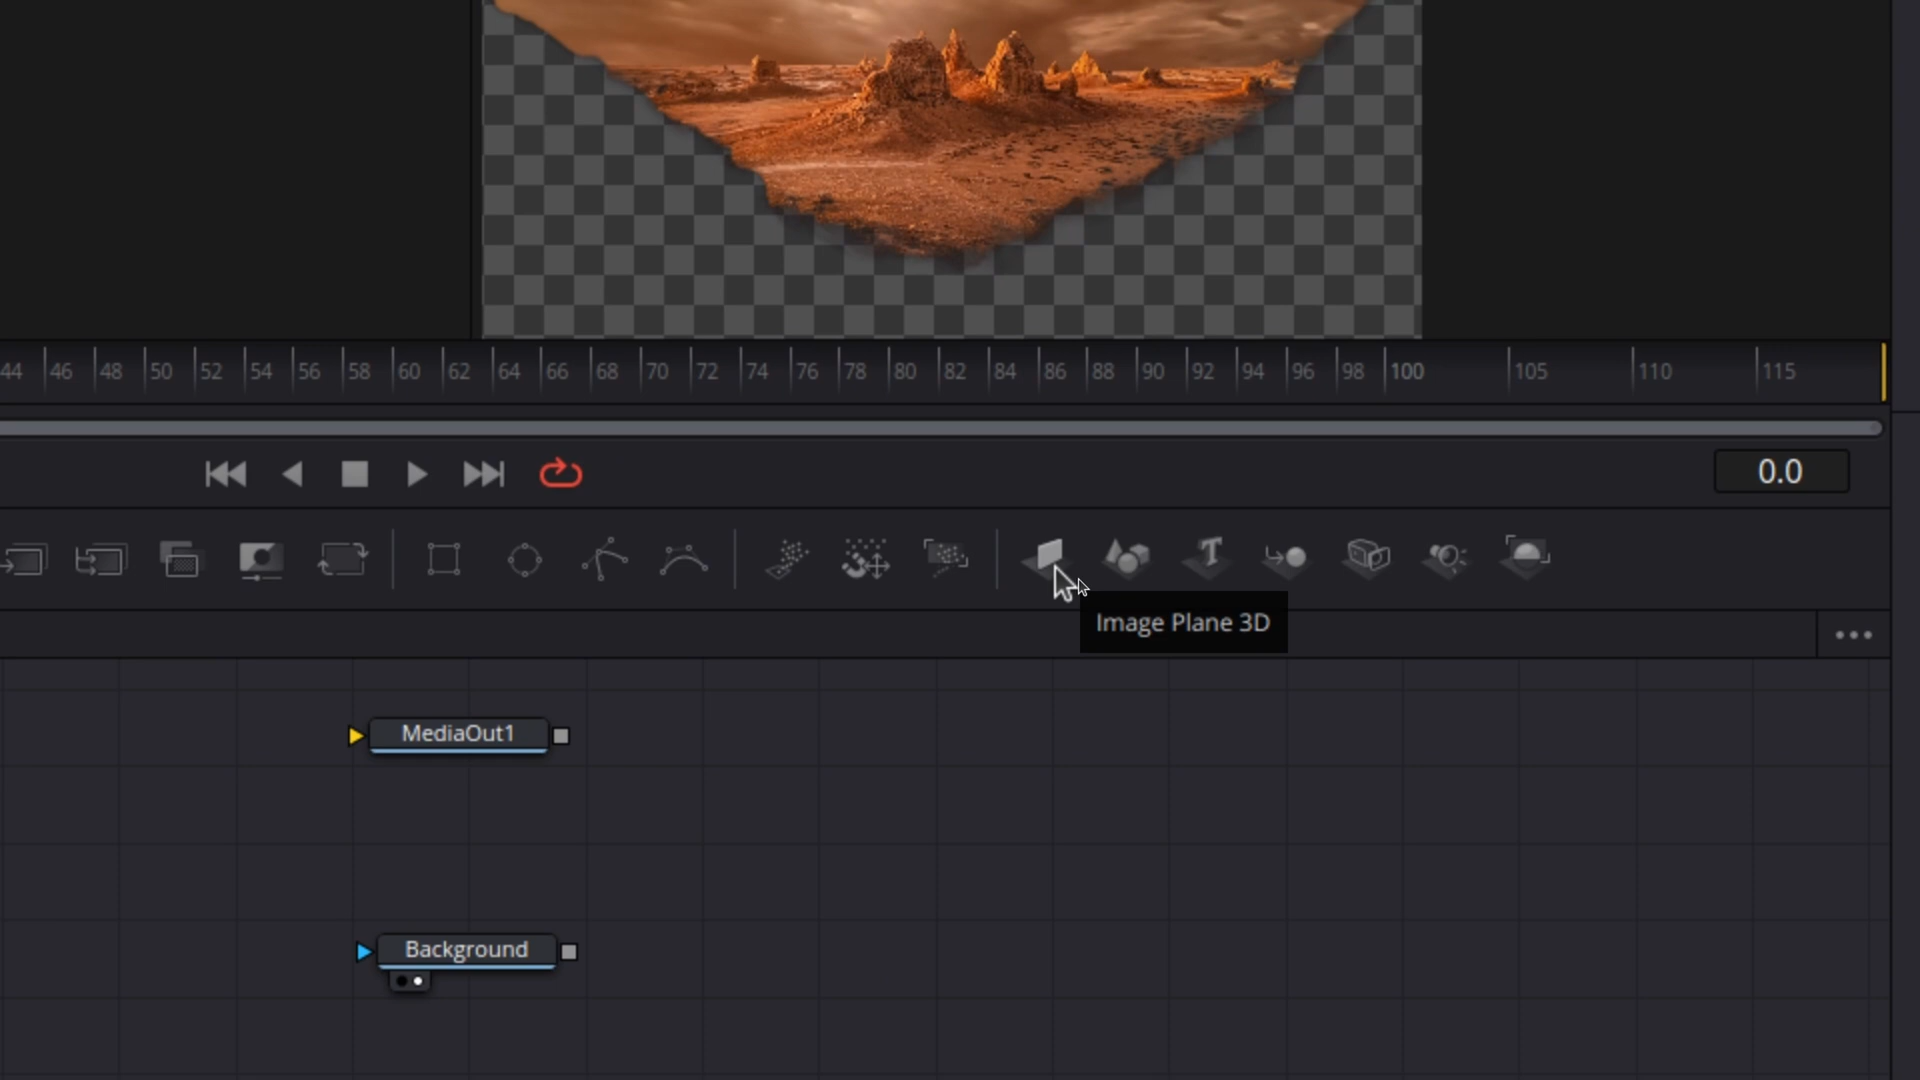 44 46 48 50 52 54 56 58 60 62 64 66 68 70 72 74 76 78 80 82 84 86 88 90 92 94 96 98 100 105 110 115
0.0
T
Image Plane 3D
MediaOut1
Background